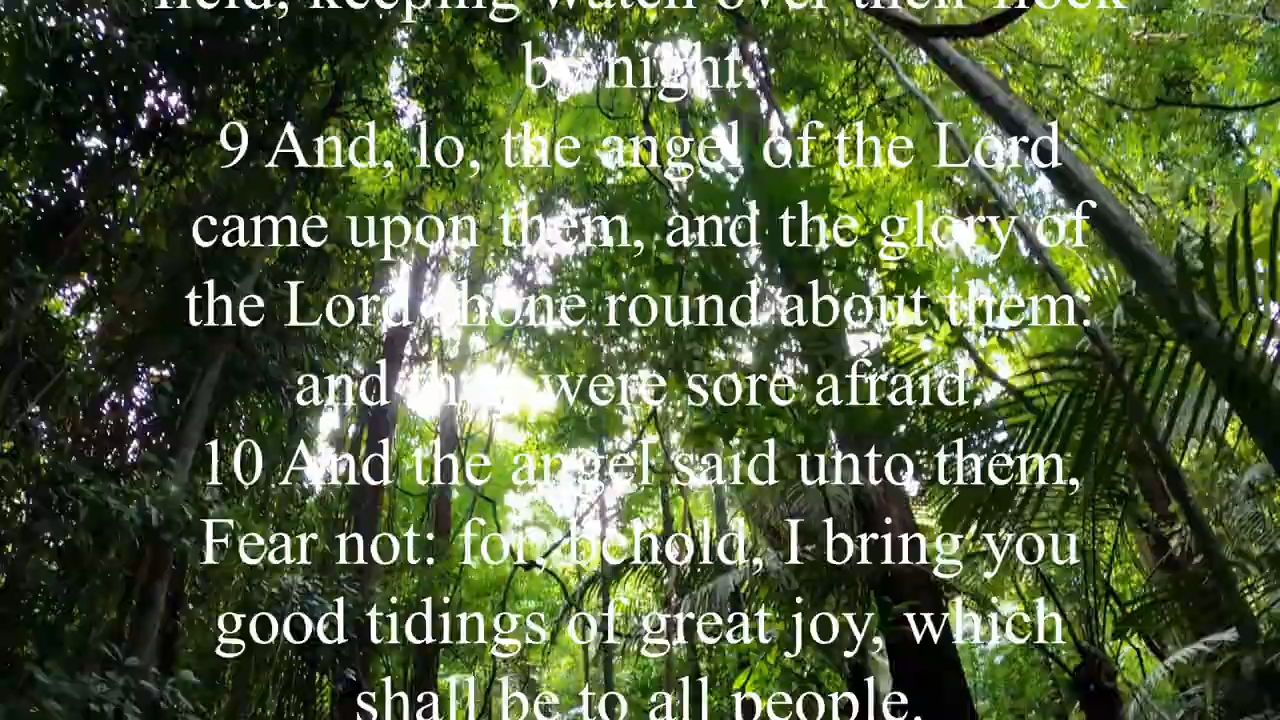 field, keeping watch over their flock
by night.
9 And, lo, the angel of the Lord
came upon them, and the glory of
the Lord shone round about them:
and they were sore afraid.
10 And the angel said unto them,
Fear not: for, behold, I bring you
good tidings of great joy, which
shall be to all people.